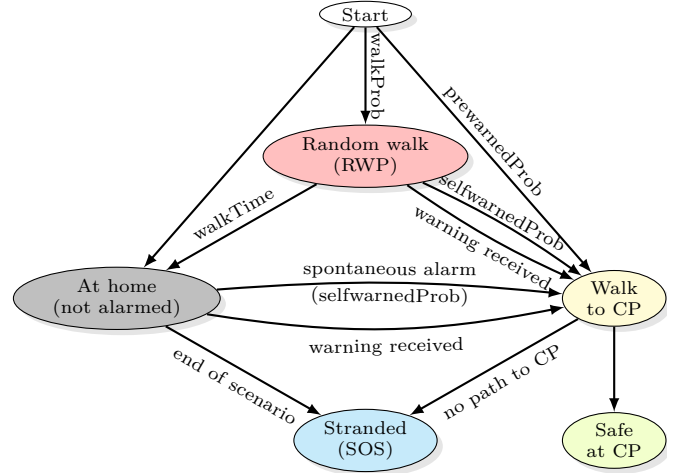 Start
walkProb
prewarnedProb
Random walk
(RWP)
selfwarnedProb
walkTime
warning received
At home
(not alarmed)
spontaneous alarm
(selfwarnedProb)
Walk
to CP
warning received
end of scenario
no path to CP
Stranded
(SOS)
Safe
at CP